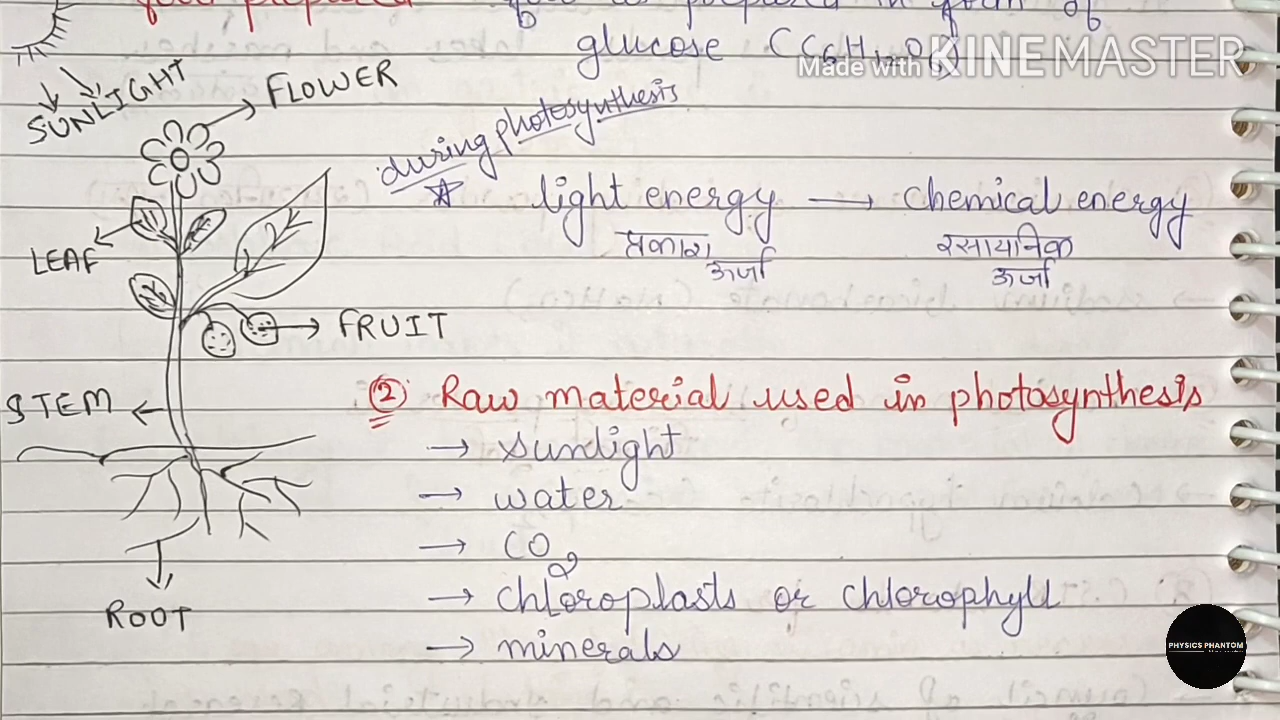 glucose (C6H12O6)
Made with KINEMASTER
SUNLIGHT
FLOWER
during photosynthesis
☆ light energy → chemical energy
प्रकाश रसायनिक
ऊर्जा ऊर्जा
LEAF
FRUIT
② Raw material used in photosynthesis
STEM
→ sunlight
→ water
→ CO2
→ chloroplasts or chlorophyll
→ minerals
ROOT
PHYSICS PHANTOM